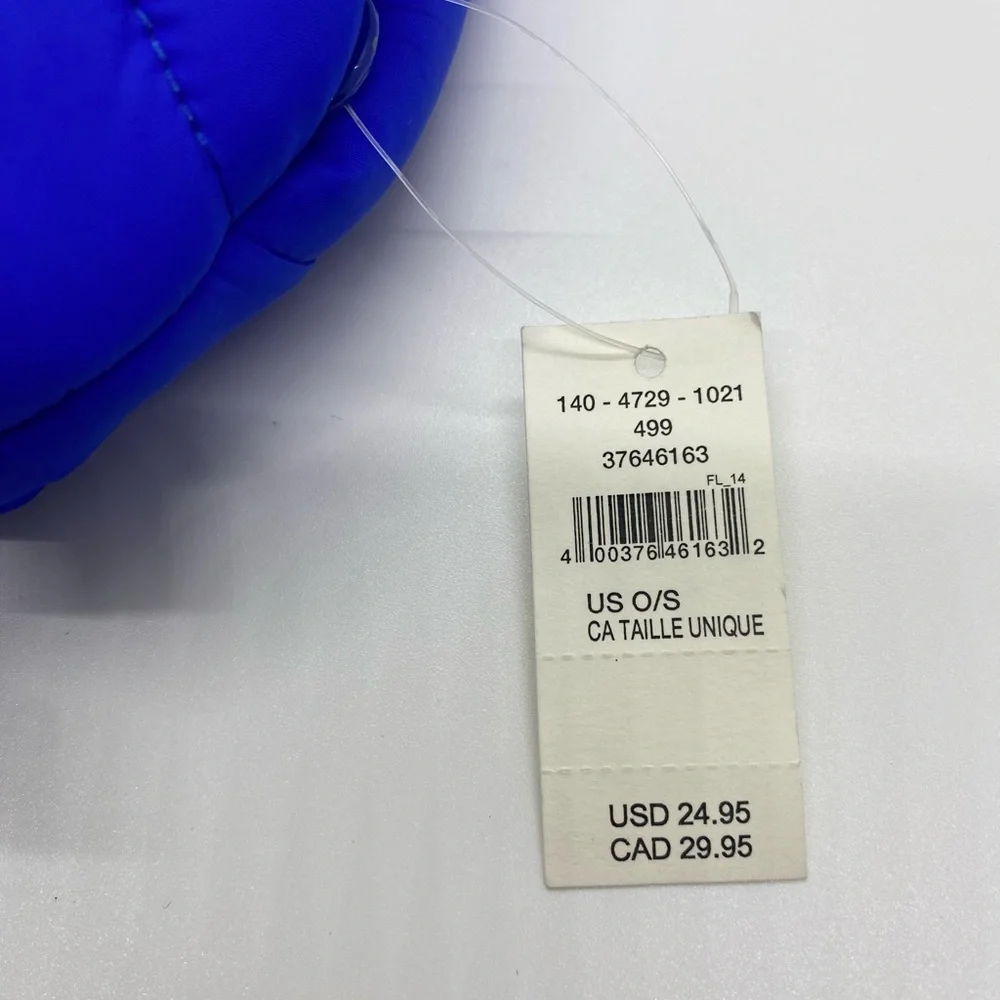 140 - 4729 - 1021
499
37646163
FL_14
4 00376 46163 2
US O/S
CA TAILLE UNIQUE
USD 24.95
CAD 29.95